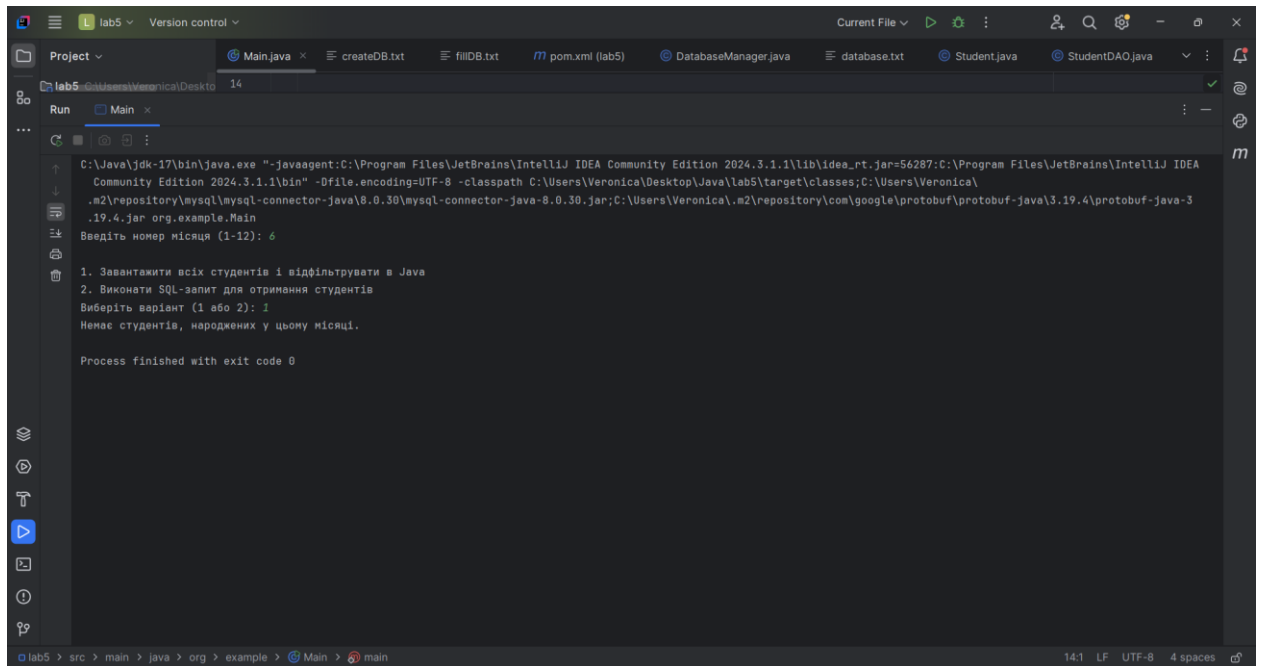 L lab5 Version control Current File
Project Main.java createDB.txt fillDB.txt m pom.xml (lab5) DatabaseManager.java database.txt Student.java StudentDAO.java
lab5 C:\Users\Veronica\Deskto 14
Run Main
C:\Java\jdk-17\bin\java.exe "-javaagent:C:\Program Files\JetBrains\IntelliJ IDEA Community Edition 2024.3.1.1\lib\idea_rt.jar=56287:C:\Program Files\JetBrains\IntelliJ IDEA
Community Edition 2024.3.1.1\bin" -Dfile.encoding=UTF-8 -classpath C:\Users\Veronica\Desktop\Java\lab5\target\classes;C:\Users\Veronica\
.m2\repository\mysql\mysql-connector-java\8.0.30\mysql-connector-java-8.0.30.jar;C:\Users\Veronica\.m2\repository\com\google\protobuf\protobuf-java\3.19.4\protobuf-java-3
.19.4.jar org.example.Main
Введіть номер місяця (1-12): 6
1. Завантажити всіх студентів і відфільтрувати в Java
2. Виконати SQL-запит для отримання студентів
Виберіть варіант (1 або 2): 1
Немає студентів, народжених у цьому місяці.
Process finished with exit code 0
lab5 > src > main > java > org > example > Main > main 14:1 LF UTF-8 4 spaces